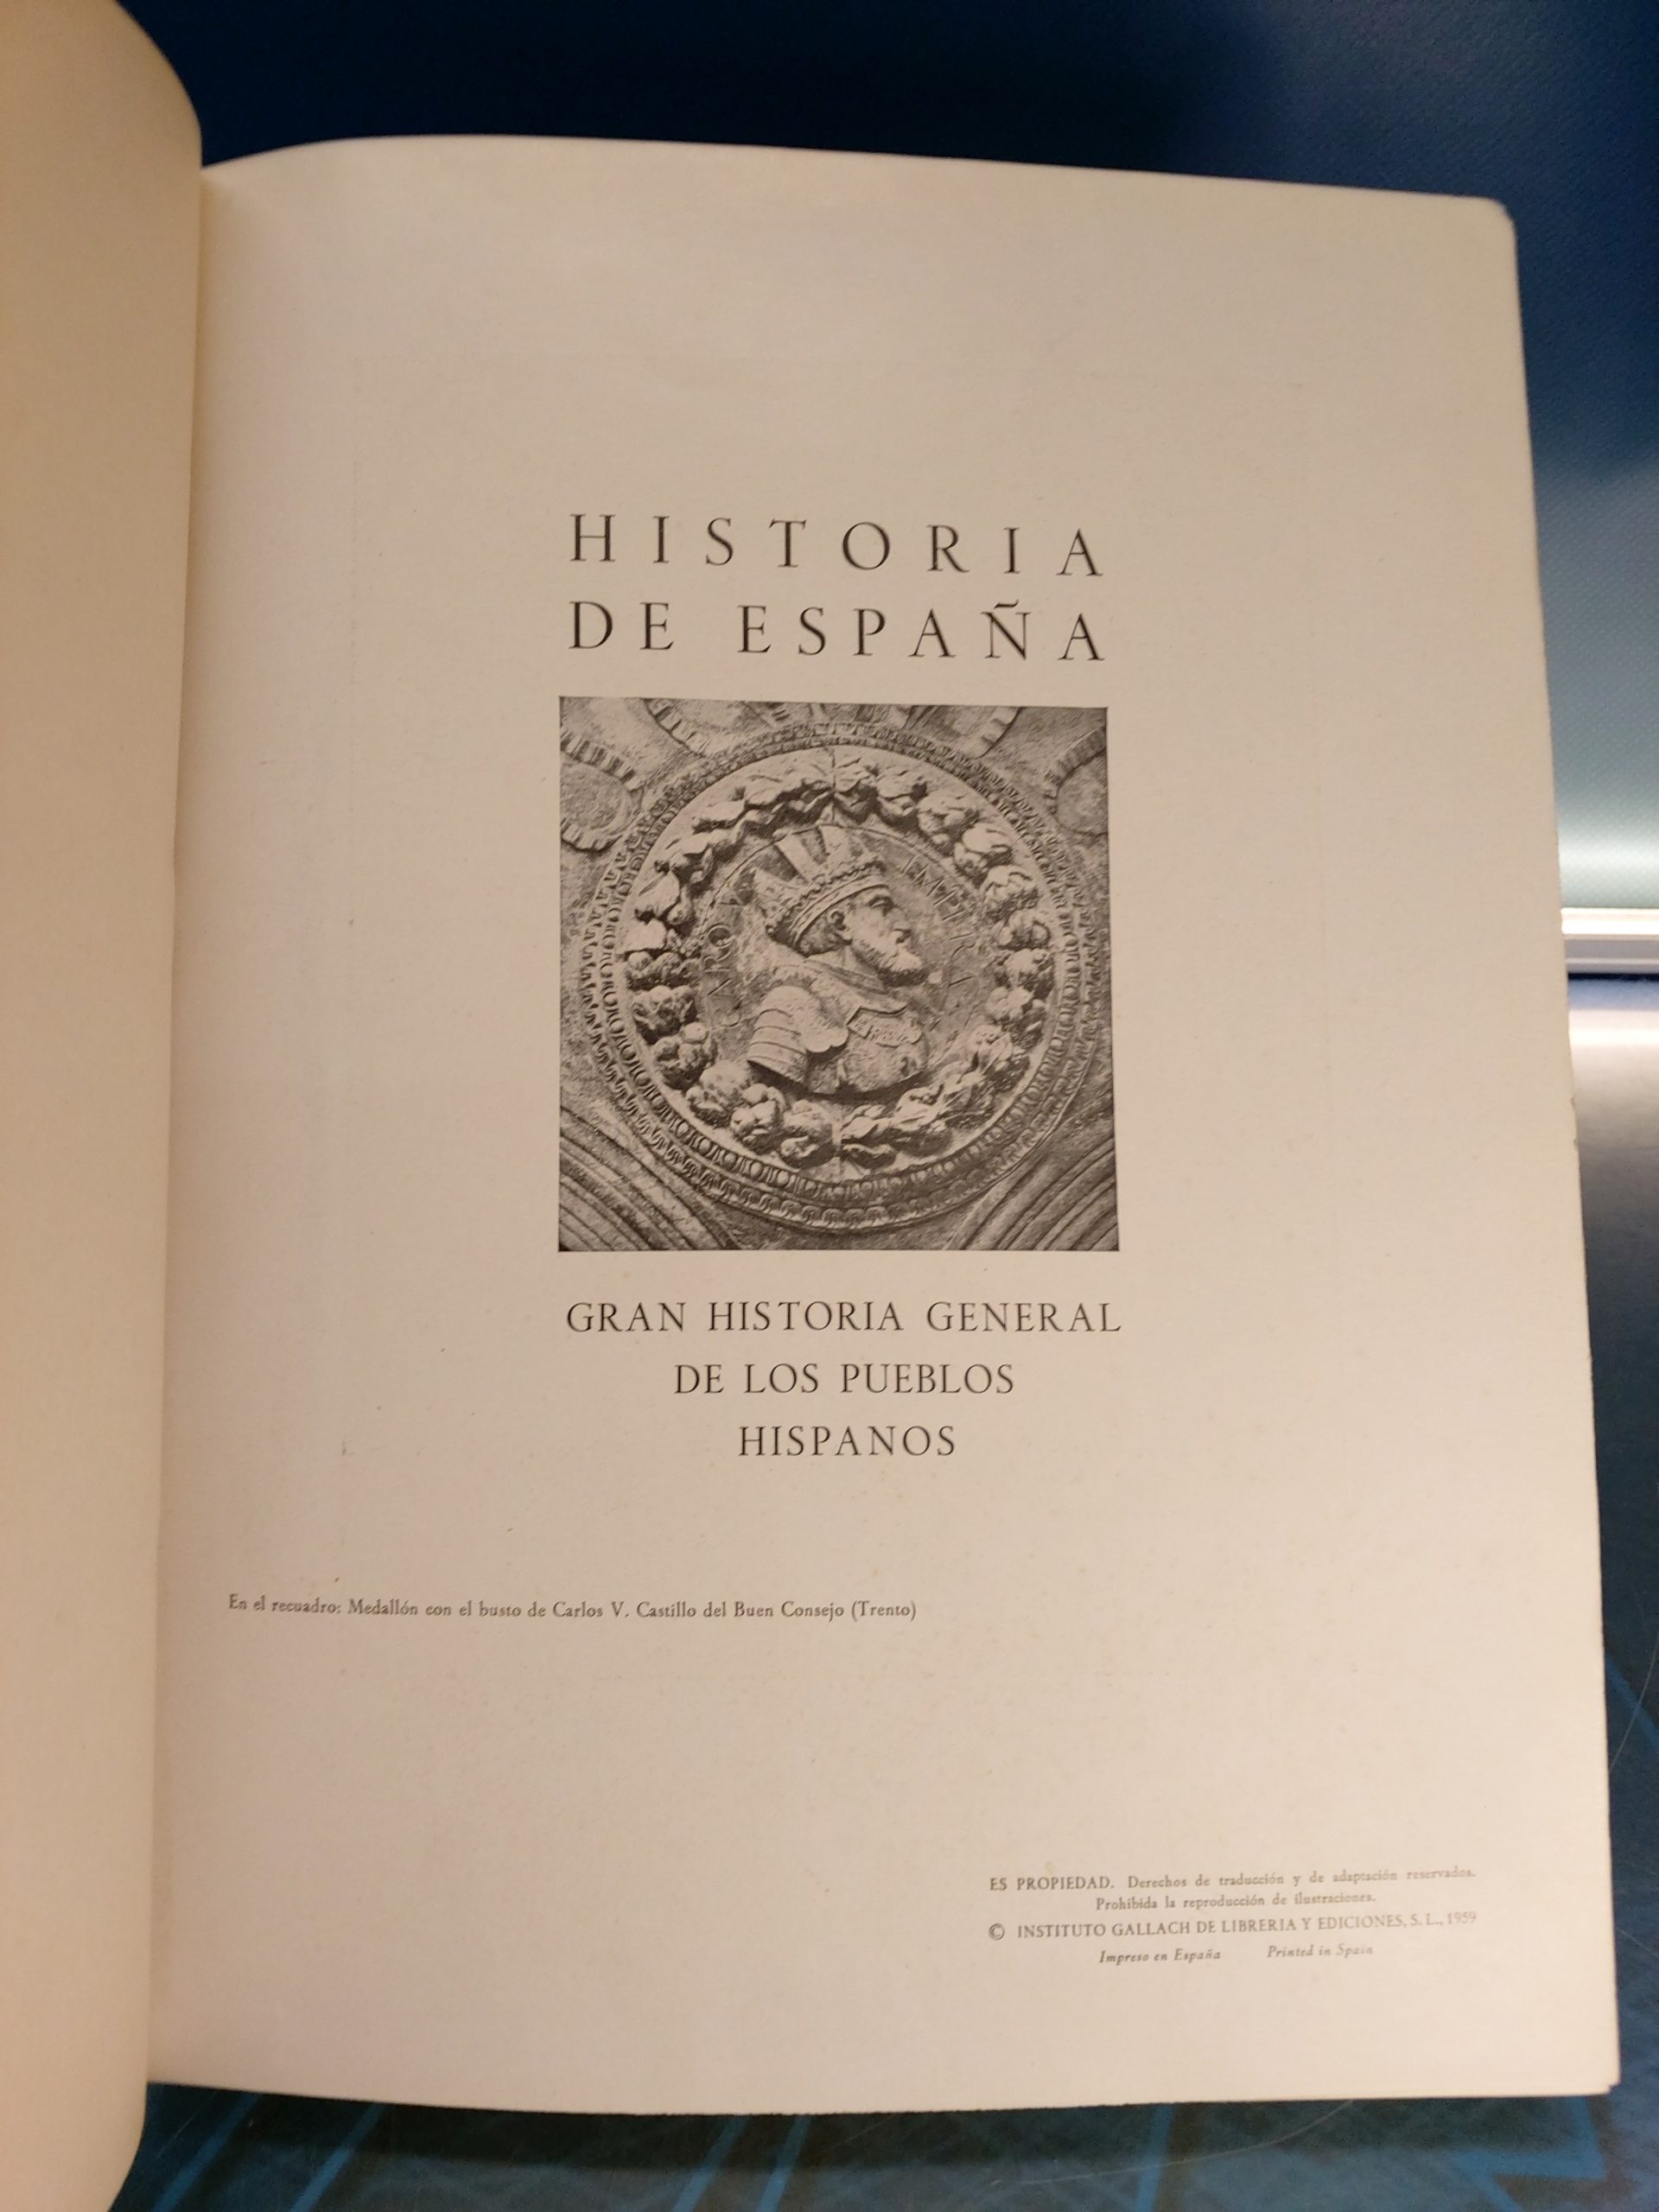 HISTORIA
DE ESPAÑA
CARO V IMP
GRAN HISTORIA GENERAL
DE LOS PUEBLOS
HISPANOS
En el recuadro: Medallón con el busto de Carlos V. Castillo del Buen Consejo (Trento)
ES PROPIEDAD. Derechos de traducción y de adaptación reservados.
Prohibida la reproducción de ilustraciones.
© INSTITUTO GALLACH DE LIBRERIA Y EDICIONES, S. L., 1959
Impreso en España Printed in Spain